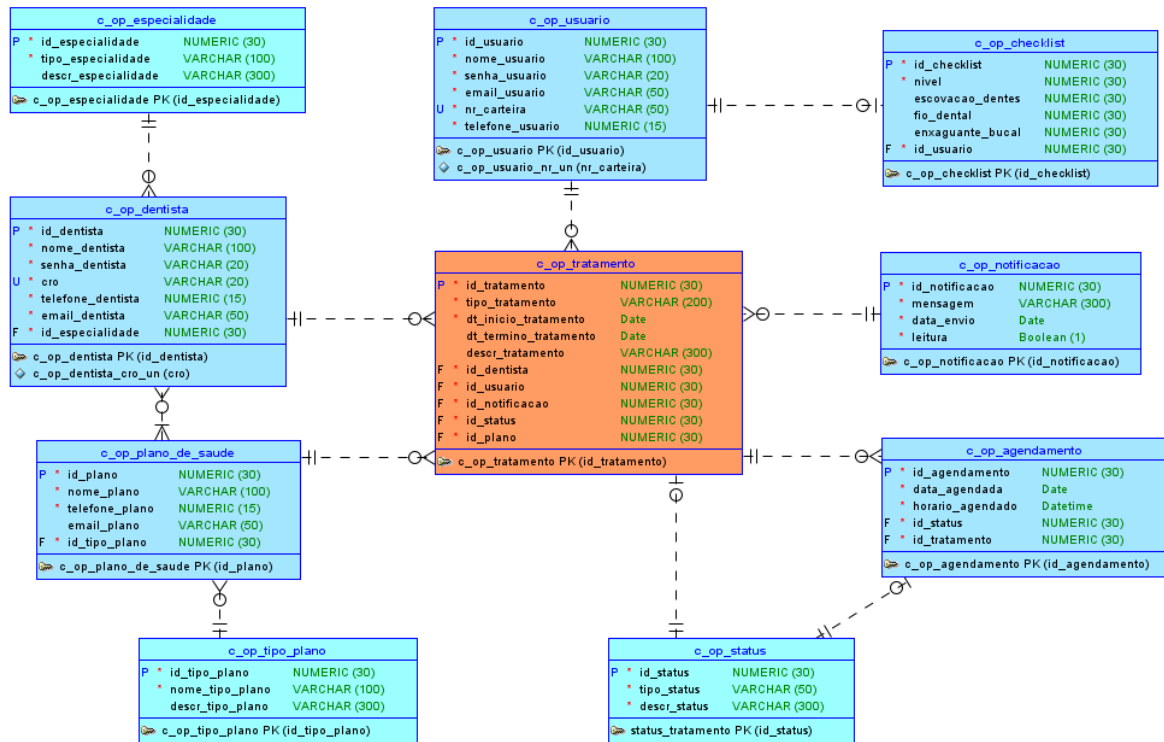 c_op_especialidade
P * id_especialidade NUMERIC (30)
* tipo_especialidade VARCHAR (100)
descr_especialidade VARCHAR (300)
c_op_especialidade PK (id_especialidade)
c_op_usuario
P * id_usuario NUMERIC (30)
* nome_usuario VARCHAR (100)
* senha_usuario VARCHAR (20)
* email_usuario VARCHAR (50)
U * nr_carteira VARCHAR (50)
* telefone_usuario NUMERIC (15)
c_op_usuario PK (id_usuario)
c_op_usuario_nr_un (nr_carteira)
c_op_checklist
P * id_checklist NUMERIC (30)
* nivel NUMERIC (30)
escovacao_dentes NUMERIC (30)
fio_dental NUMERIC (30)
enxaguante_bucal NUMERIC (30)
F * id_usuario NUMERIC (30)
c_op_checklist PK (id_checklist)
c_op_dentista
P * id_dentista NUMERIC (30)
* nome_dentista VARCHAR (100)
* senha_dentista VARCHAR (20)
U * cro VARCHAR (20)
* telefone_dentista NUMERIC (15)
* email_dentista VARCHAR (50)
F * id_especialidade NUMERIC (30)
c_op_dentista PK (id_dentista)
c_op_dentista_cro_un (cro)
c_op_tratamento
P * id_tratamento NUMERIC (30)
* tipo_tratamento VARCHAR (200)
* dt_inicio_tratamento Date
dt_termino_tratamento Date
descr_tratamento VARCHAR (300)
F * id_dentista NUMERIC (30)
F * id_usuario NUMERIC (30)
F * id_notificacao NUMERIC (30)
F * id_status NUMERIC (30)
F * id_plano NUMERIC (30)
c_op_tratamento PK (id_tratamento)
c_op_notificacao
P * id_notificacao NUMERIC (30)
* mensagem VARCHAR (300)
* data_envio Date
* leitura Boolean (1)
c_op_notificacao PK (id_notificacao)
c_op_plano_de_saude
P * id_plano NUMERIC (30)
* nome_plano VARCHAR (100)
* telefone_plano NUMERIC (15)
email_plano VARCHAR (50)
F * id_tipo_plano NUMERIC (30)
c_op_plano_de_saude PK (id_plano)
c_op_agendamento
P * id_agendamento NUMERIC (30)
* data_agendada Date
* horario_agendado Datetime
F * id_status NUMERIC (30)
F * id_tratamento NUMERIC (30)
c_op_agendamento PK (id_agendamento)
c_op_tipo_plano
P * id_tipo_plano NUMERIC (30)
* nome_tipo_plano VARCHAR (100)
descr_tipo_plano VARCHAR (300)
c_op_tipo_plano PK (id_tipo_plano)
c_op_status
P * id_status NUMERIC (30)
* tipo_status VARCHAR (50)
* descr_status VARCHAR (300)
status_tratamento PK (id_status)